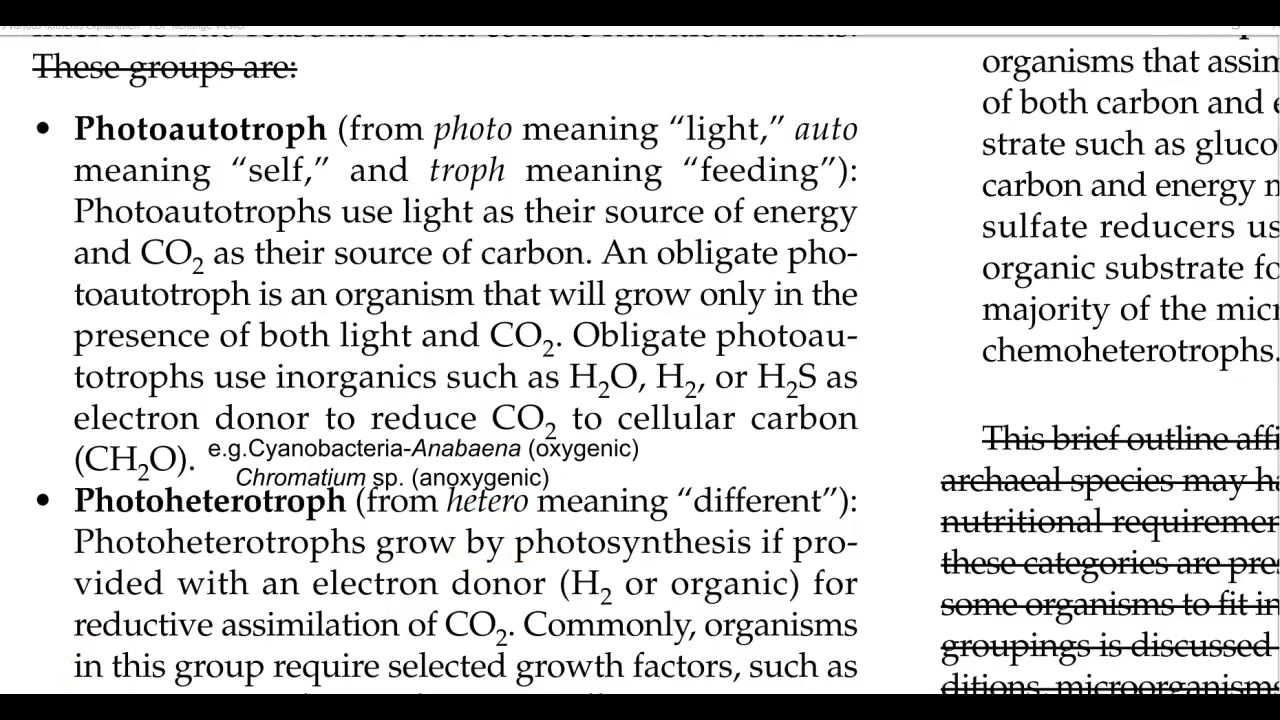 These groups are:
• Photoautotroph (from photo meaning “light,” auto
meaning “self,” and troph meaning “feeding”):
Photoautotrophs use light as their source of energy
and CO₂ as their source of carbon. An obligate pho-
toautotroph is an organism that will grow only in the
presence of both light and CO₂. Obligate photoau-
totrophs use inorganics such as H₂O, H₂, or H₂S as
electron donor to reduce CO₂ to cellular carbon
(CH₂O). e.g.Cyanobacteria-Anabaena (oxygenic)
Chromatium sp. (anoxygenic)
• Photoheterotroph (from hetero meaning “different”):
Photoheterotrophs grow by photosynthesis if pro-
vided with an electron donor (H₂ or organic) for
reductive assimilation of CO₂. Commonly, organisms
in this group require selected growth factors, such as
organisms that assim
of both carbon and e
strate such as gluco
carbon and energy
sulfate reducers us
organic substrate fo
majority of the micr
chemoheterotrophs.
This brief outline affi
archaeal species may ha
nutritional requiremen
these categories are pres
some organisms to fit in
groupings is discussed
ditions, microorganisms